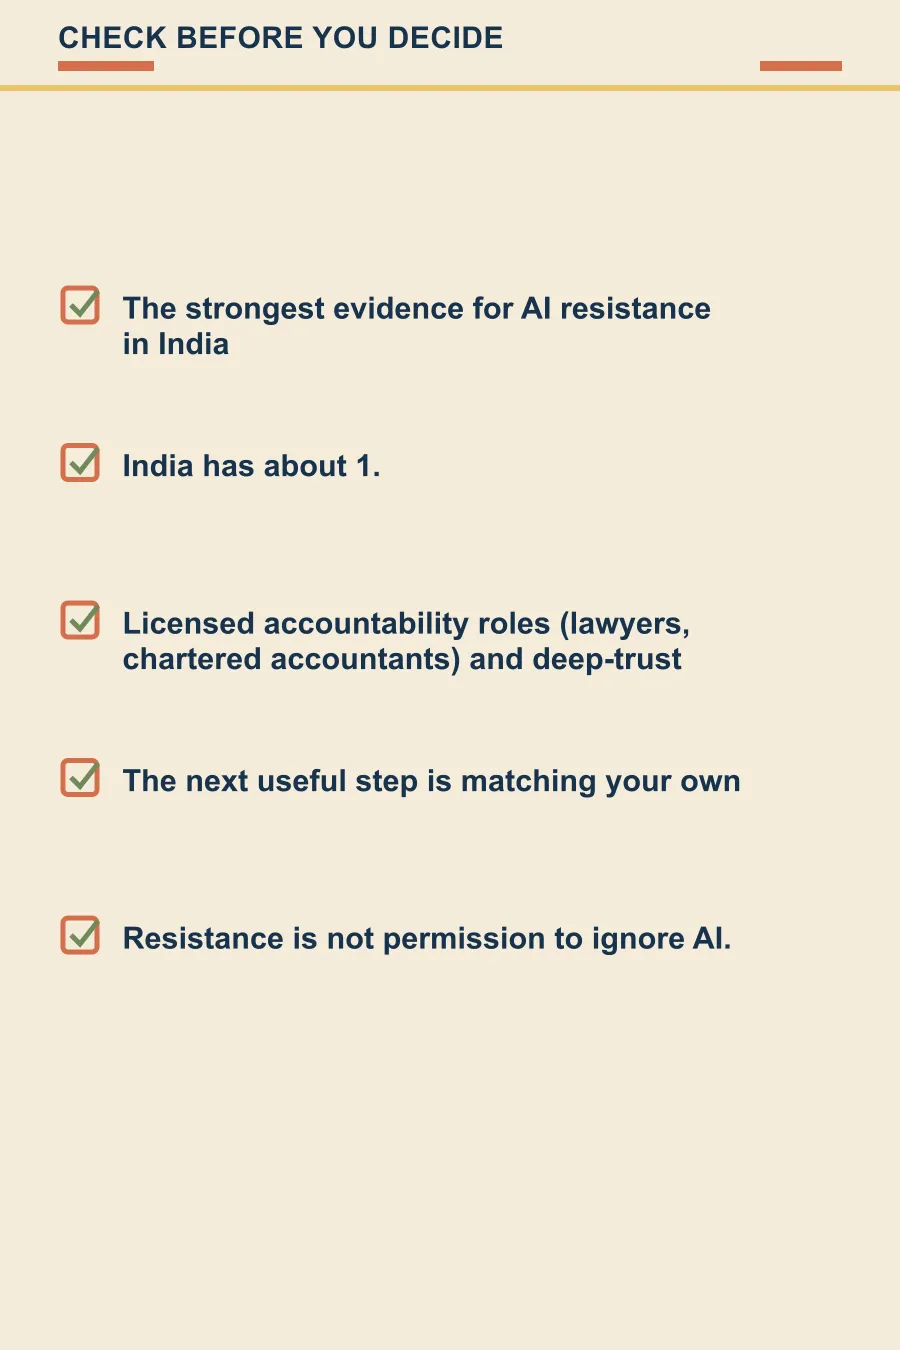 CHECK BEFORE YOU DECIDE
The strongest evidence for AI resistance
in India
India has about 1.
Licensed accountability roles (lawyers,
chartered accountants) and deep-trust
The next useful step is matching your own
Resistance is not permission to ignore AI.